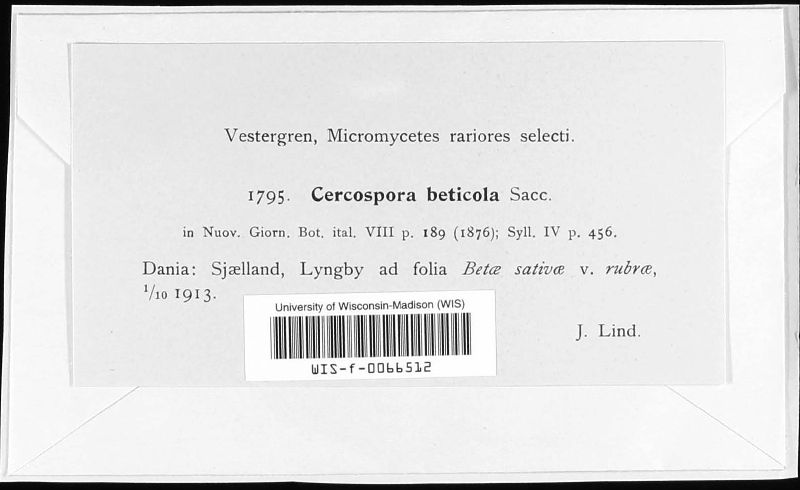 Vestergren, Micromycetes rariores selecti.
1795. Cercospora beticola Sacc.
in Nuov. Giorn. Bot. ital. VIII p. 189 (1876); Syll. IV p. 456.
Dania: Sjælland, Lyngby ad folia Betæ sativæ v. rubræ,
1/10 1913.
J. Lind.
University of Wisconsin-Madison (WIS)
WIS-f-0066512